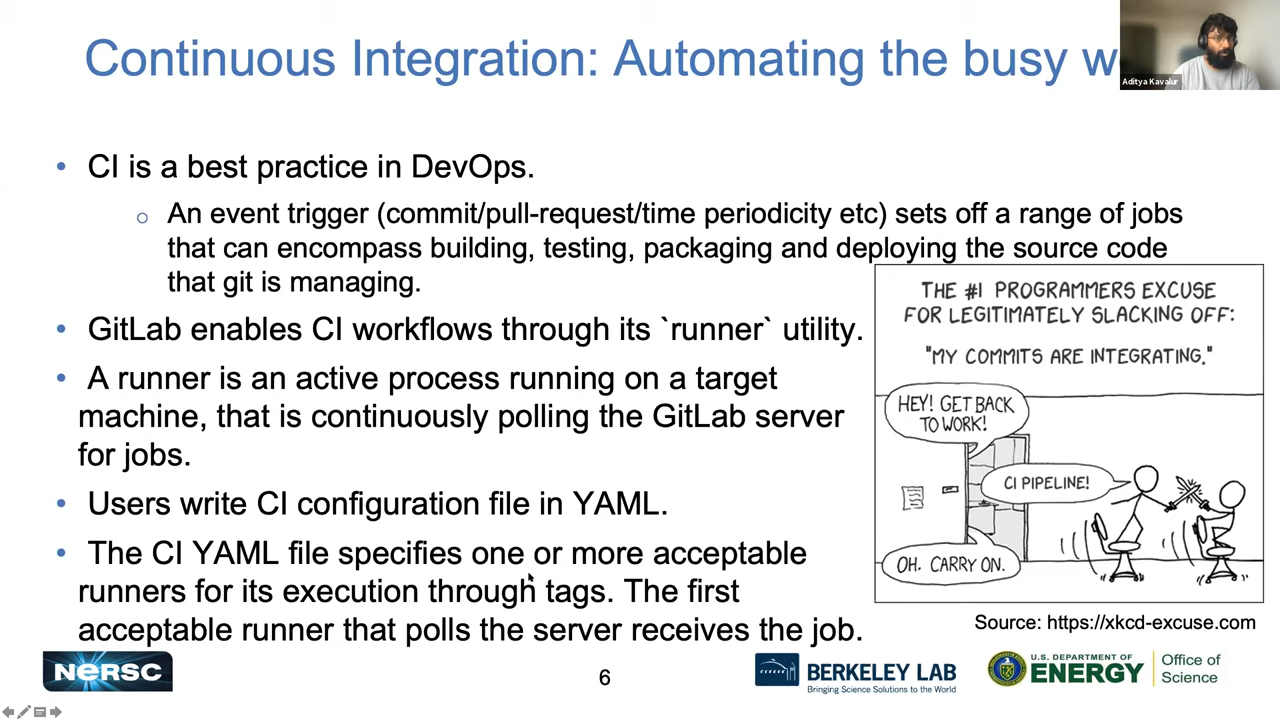 Continuous Integration: Automating the busy w
Aditya Kavalur
• CI is a best practice in DevOps.
○ An event trigger (commit/pull-request/time periodicity etc) sets off a range of jobs
that can encompass building, testing, packaging and deploying the source code
that git is managing.
• GitLab enables CI workflows through its `runner` utility.
• A runner is an active process running on a target
machine, that is continuously polling the GitLab server
for jobs.
• Users write CI configuration file in YAML.
• The CI YAML file specifies one or more acceptable
runners for its execution through tags. The first
acceptable runner that polls the server receives the job.
THE #1 PROGRAMMERS EXCUSE
FOR LEGITIMATELY SLACKING OFF:
"MY COMMITS ARE INTEGRATING."
HEY! GET BACK
TO WORK!
CI PIPELINE!
OH. CARRY ON.
Source: https://xkcd-excuse.com
NERSC
6
BERKELEY LAB
Bringing Science Solutions to the World
U.S. DEPARTMENT OF
ENERGY
Office of
Science